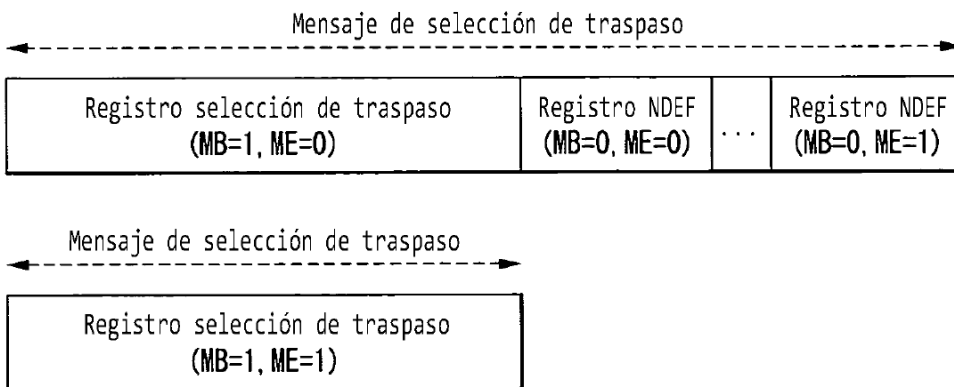 Mensaje de selección de traspaso
Registro selección de traspaso
(MB=1, ME=0)
Registro NDEF
(MB=0, ME=0)
...
Registro NDEF
(MB=0, ME=1)
Mensaje de selección de traspaso
Registro selección de traspaso
(MB=1, ME=1)